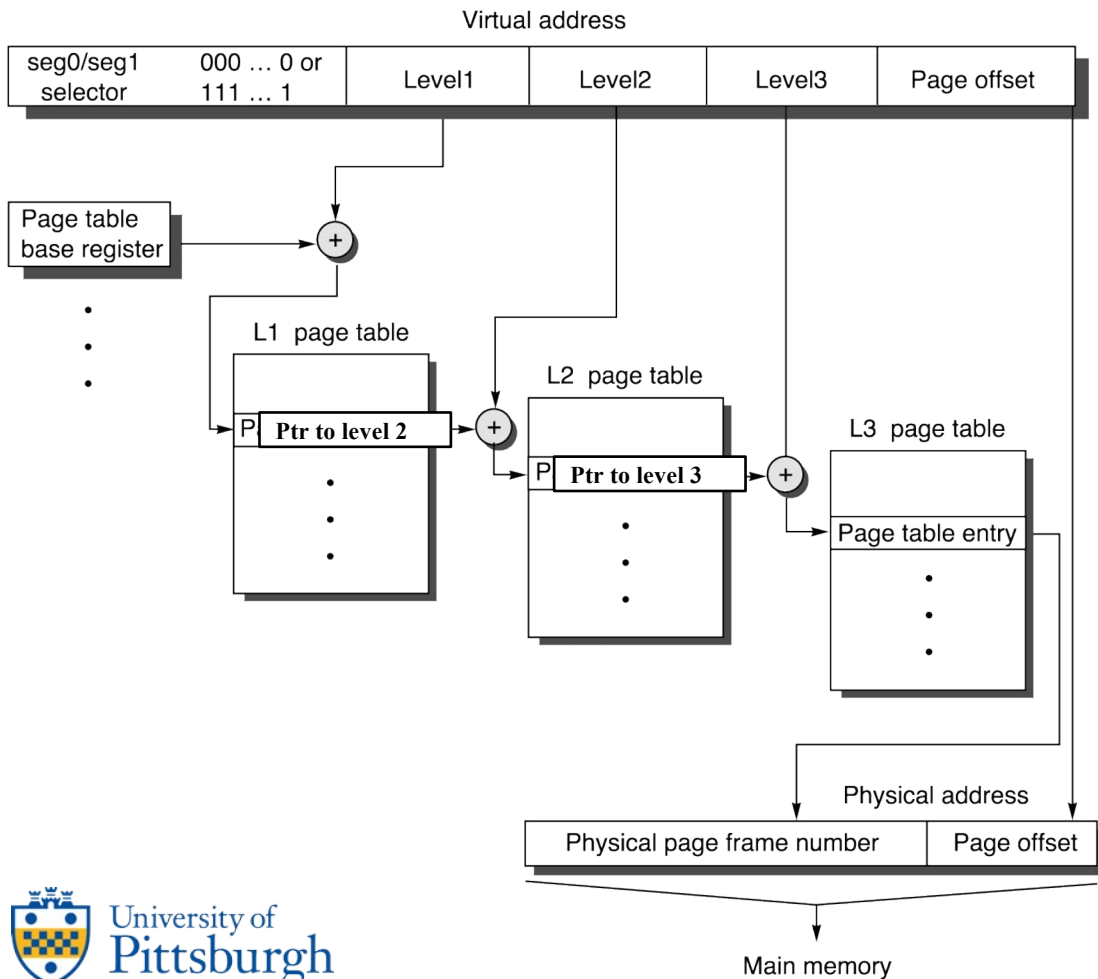 Virtual address
seg0/seg1 000 … 0 or
selector 111 … 1
Level1
Level2
Level3
Page offset
Page table
base register
+
L1 page table
L2 page table
P Ptr to level 2
+
L3 page table
P Ptr to level 3
+
Page table entry
Physical address
Physical page frame number
Page offset
University of
Pittsburgh
Main memory